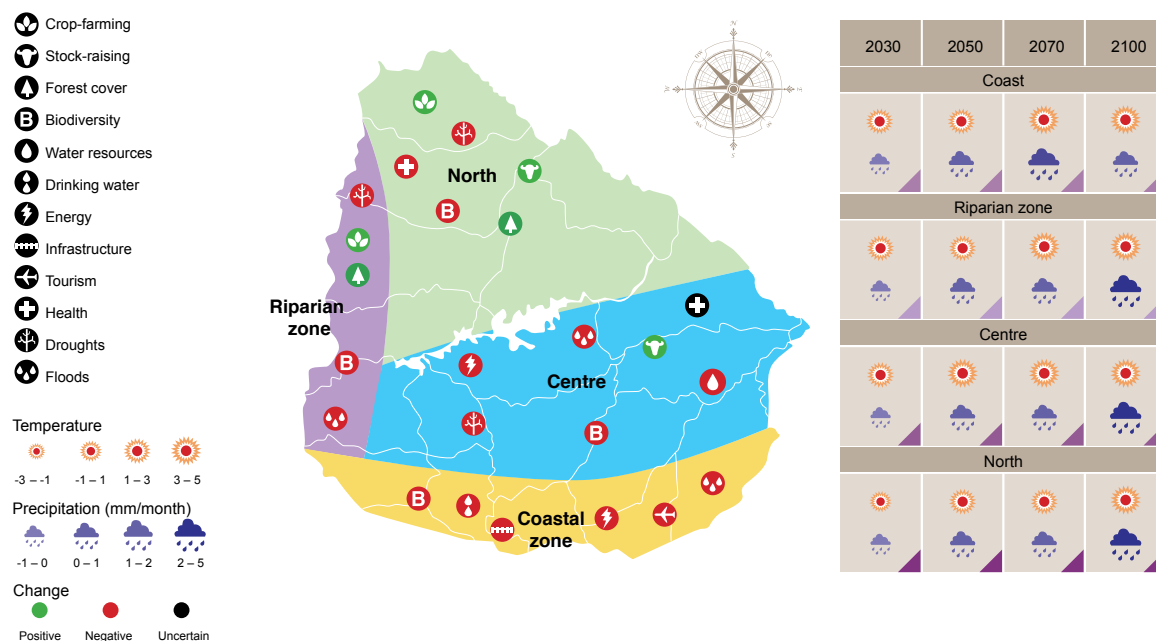 Crop-farming
Stock-raising
Forest cover
B Biodiversity
Water resources
Drinking water
Energy
Infrastructure
Tourism
Health
Droughts
Floods
Temperature
-3 – -1 -1 – 1 1 – 3 3 – 5
Precipitation (mm/month)
-1 – 0 0 – 1 1 – 2 2 – 5
Change
Positive Negative Uncertain
North
B
Riparian
zone
B
Centre
B
B
Coastal
zone
N
E
S
W
2030 2050 2070 2100
Coast
Riparian zone
Centre
North